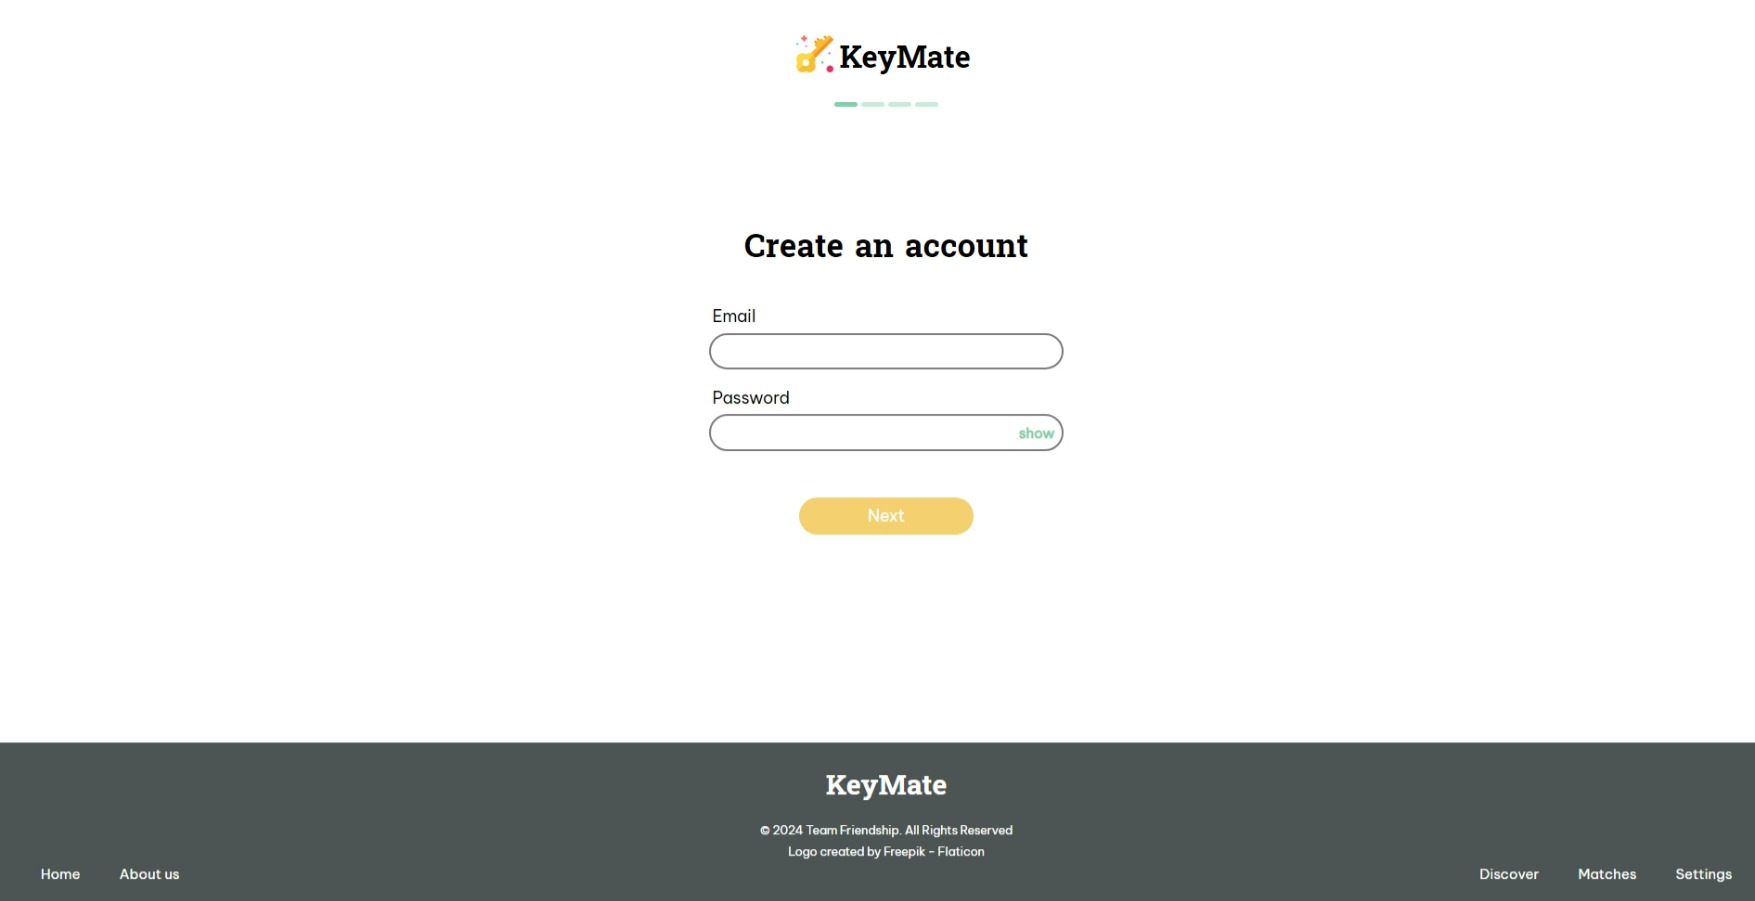 KeyMate
Create an account
Email
Password
show
Next
KeyMate
© 2024 Team Friendship. All Rights Reserved
Logo created by Freepik - Flaticon
Home About us Discover Matches Settings